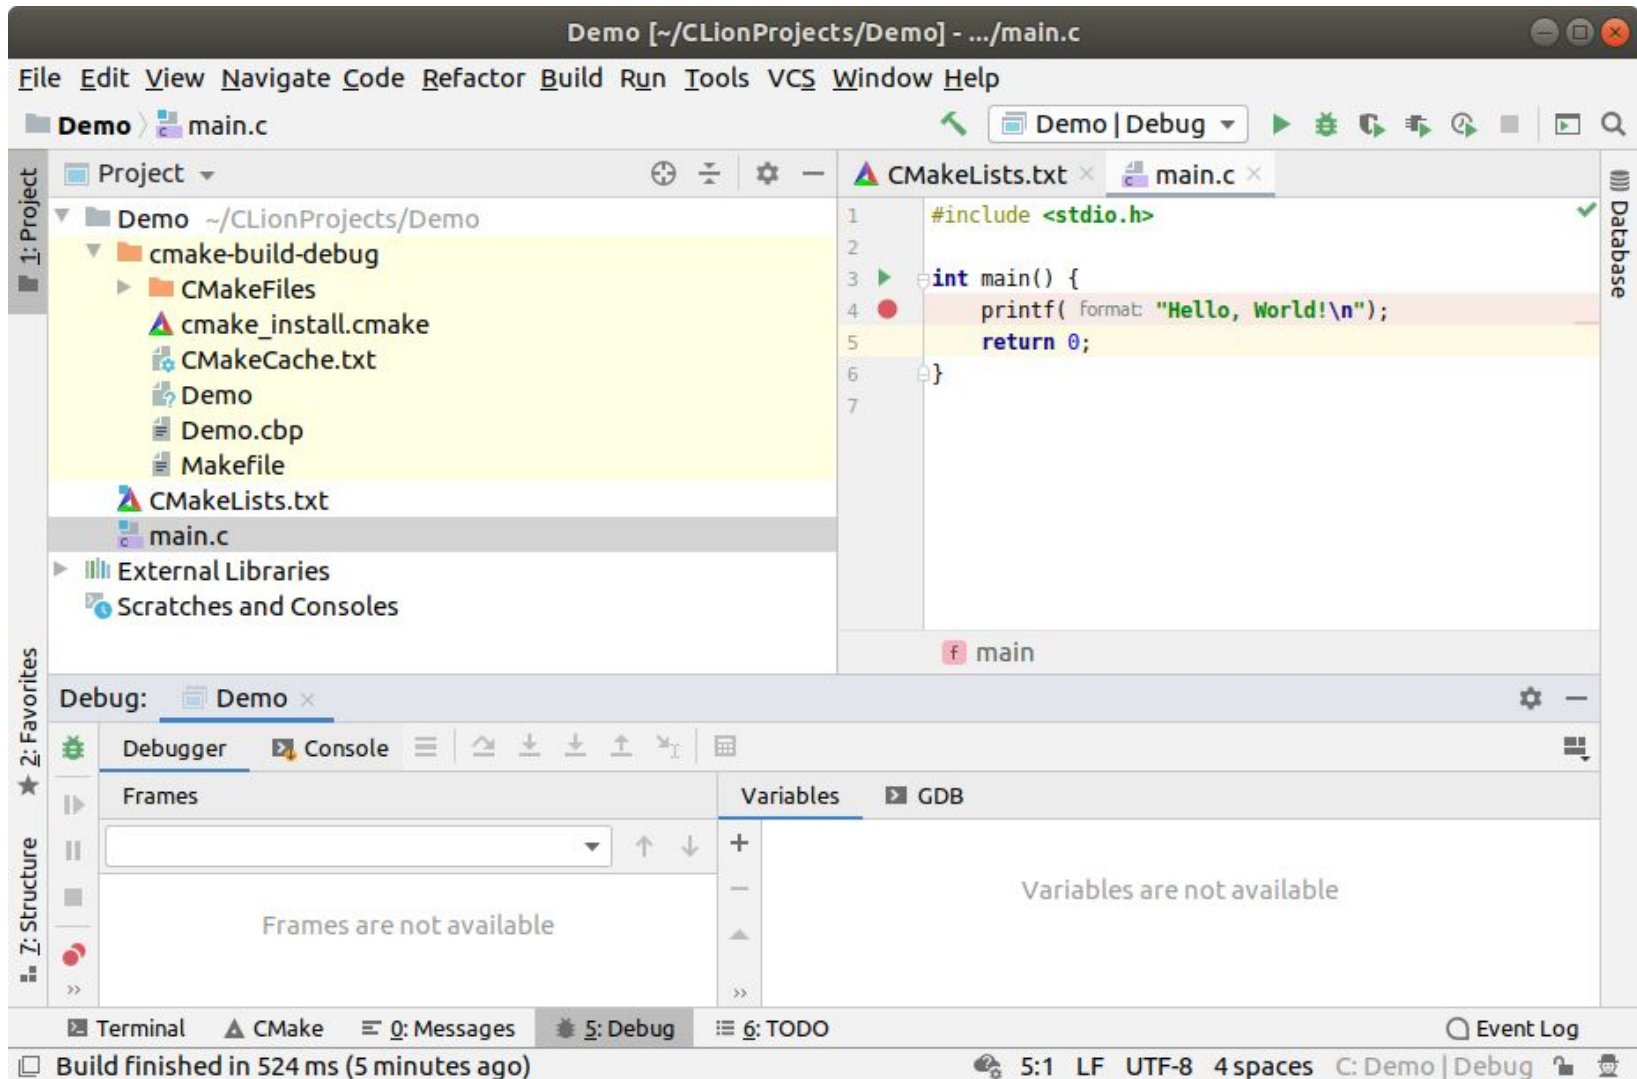 Demo [~/CLionProjects/Demo] - .../main.c
File Edit View Navigate Code Refactor Build Run Tools VCS Window Help
Demo main.c
Demo | Debug
1: Project
2: Favorites
7: Structure
Project
Demo ~/CLionProjects/Demo
cmake-build-debug
CMakeFiles
cmake_install.cmake
CMakeCache.txt
Demo
Demo.cbp
Makefile
CMakeLists.txt
main.c
External Libraries
Scratches and Consoles
CMakeLists.txt main.c
1 #include <stdio.h>
2
3 int main() {
4 printf( format: "Hello, World!\n");
5 return 0;
6 }
7
f main
Database
Debug: Demo
Debugger Console
Frames
Frames are not available
Variables GDB
Variables are not available
Terminal CMake 0: Messages 5: Debug 6: TODO Event Log
Build finished in 524 ms (5 minutes ago) 5:1 LF UTF-8 4 spaces C: Demo | Debug